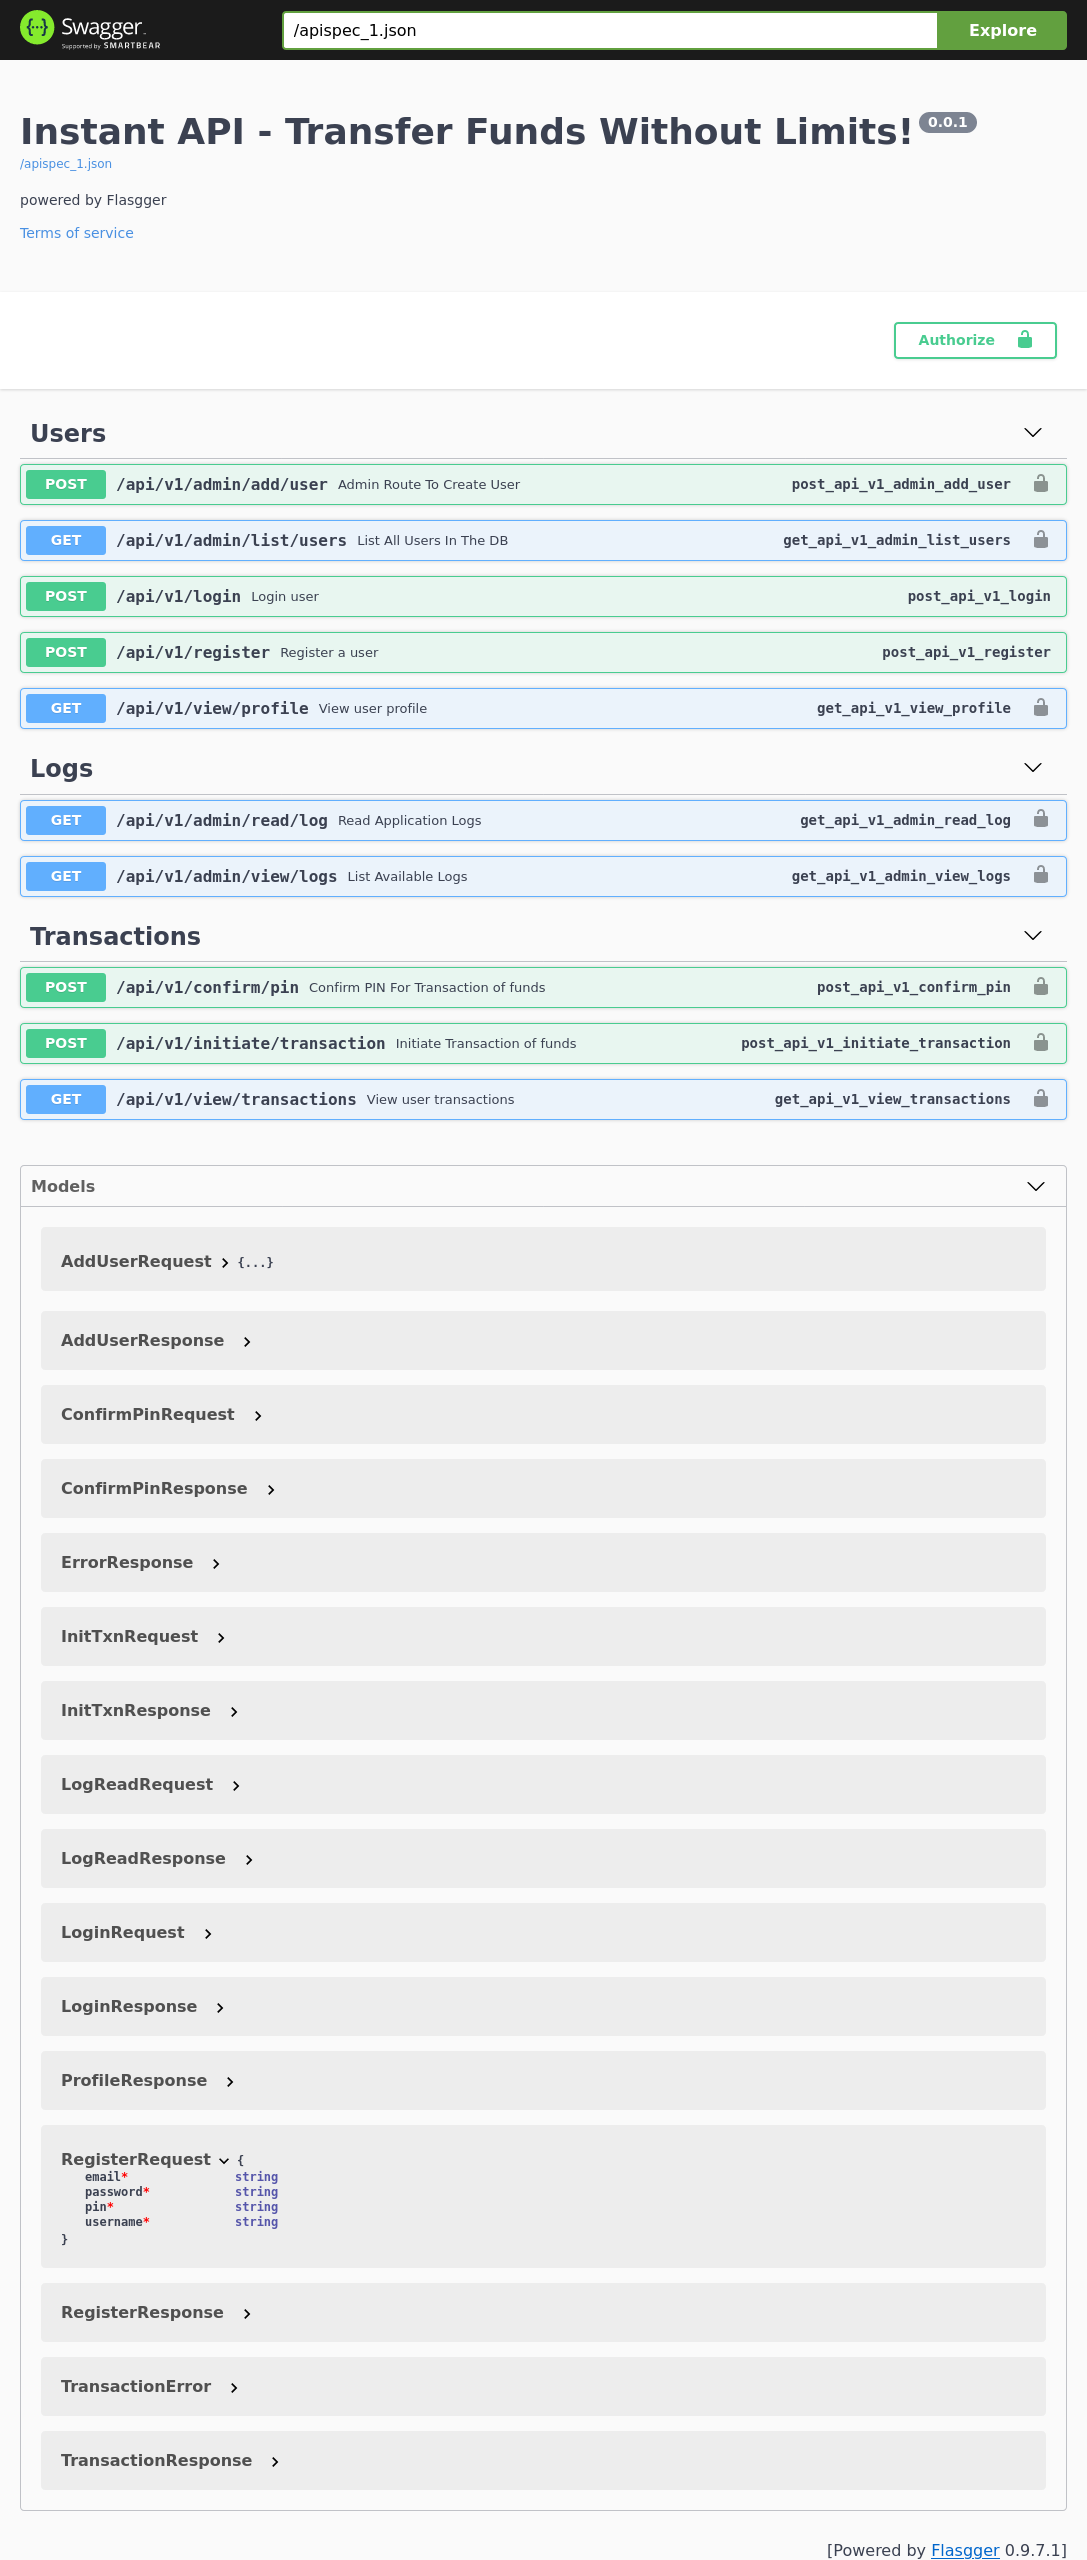 Swagger.
Supported by SMARTBEAR
/apispec_1.json
Explore
Instant API - Transfer Funds Without Limits! 0.0.1
/apispec_1.json
powered by Flasgger
Terms of service
Authorize
Users
POST /api/v1/admin/add/user Admin Route To Create User post_api_v1_admin_add_user
GET /api/v1/admin/list/users List All Users In The DB get_api_v1_admin_list_users
POST /api/v1/login Login user post_api_v1_login
POST /api/v1/register Register a user post_api_v1_register
GET /api/v1/view/profile View user profile get_api_v1_view_profile
Logs
GET /api/v1/admin/read/log Read Application Logs get_api_v1_admin_read_log
GET /api/v1/admin/view/logs List Available Logs get_api_v1_admin_view_logs
Transactions
POST /api/v1/confirm/pin Confirm PIN For Transaction of funds post_api_v1_confirm_pin
POST /api/v1/initiate/transaction Initiate Transaction of funds post_api_v1_initiate_transaction
GET /api/v1/view/transactions View user transactions get_api_v1_view_transactions
Models
AddUserRequest {...}
AddUserResponse
ConfirmPinRequest
ConfirmPinResponse
ErrorResponse
InitTxnRequest
InitTxnResponse
LogReadRequest
LogReadResponse
LoginRequest
LoginResponse
ProfileResponse
RegisterRequest {
email* string
password* string
pin* string
username* string
}
RegisterResponse
TransactionError
TransactionResponse
[Powered by Flasgger 0.9.7.1]